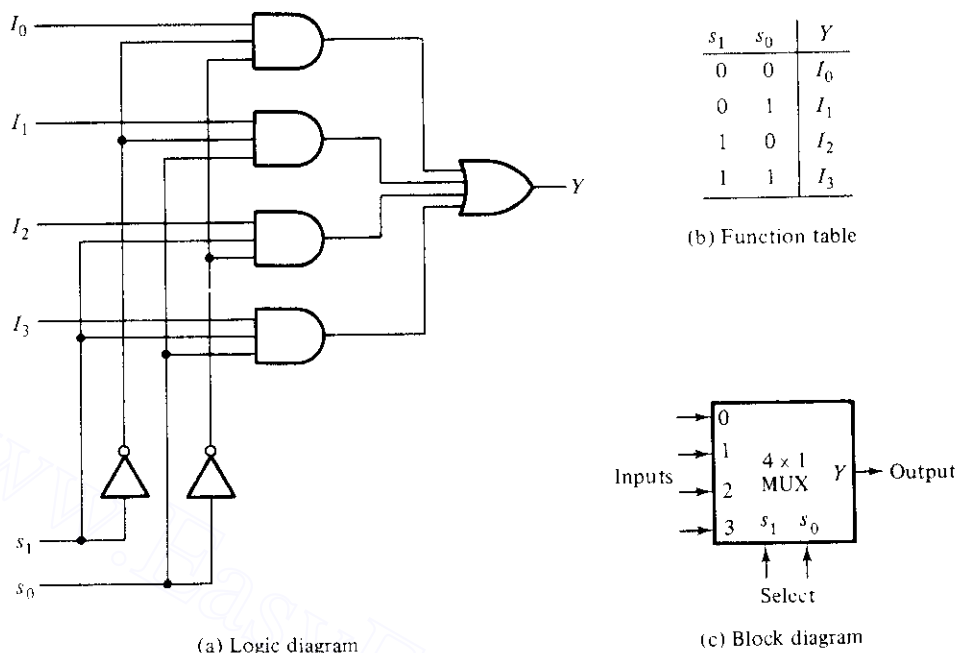 I₀
I₁
I₂
I₃
s₁
s₀
Y
(a) Logic diagram
s₁ s₀ Y
0 0 I₀
0 1 I₁
1 0 I₂
1 1 I₃
(b) Function table
Inputs
0
1
2
3
4 × 1
MUX
s₁ s₀
Y
Output
Select
(c) Block diagram